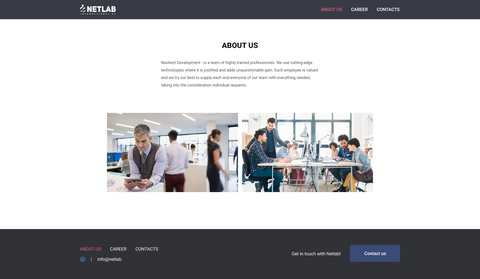 NETLAB
ABOUT US
CAREER
CONTACTS
ABOUT US
Resilient Development - is a team of highly trained professionals. We use cutting-edge
technologies where it is justified and adds unquestionable gain. Each employee is valued
and we try our best to supply each and everyone of our team with everything needed,
taking into the consideration individual requests.
ABOUT US
CAREER
CONTACTS
| info@netlab
Get in touch with Netlab!
Contact us